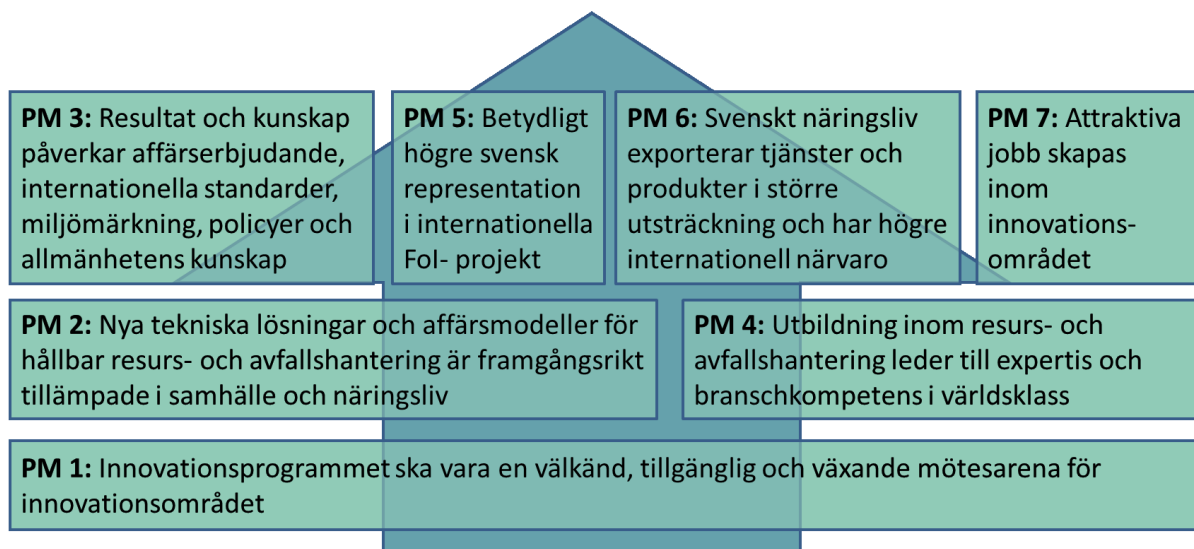 PM 3: Resultat och kunskap
påverkar affärserbjudande,
internationella standarder,
miljömärkning, policyer och
allmänhetens kunskap
PM 5: Betydligt
högre svensk
representation
i internationella
FoI- projekt
PM 6: Svenskt näringsliv
exporterar tjänster och
produkter i större
utsträckning och har högre
internationell närvaro
PM 7: Attraktiva
jobb skapas
inom
innovations-
området
PM 2: Nya tekniska lösningar och affärsmodeller för
hållbar resurs- och avfallshantering är framgångsrikt
tillämpade i samhälle och näringsliv
PM 4: Utbildning inom resurs- och
avfallshantering leder till expertis och
branschkompetens i världsklass
PM 1: Innovationsprogrammet ska vara en välkänd, tillgänglig och växande mötesarena för
innovationsområdet